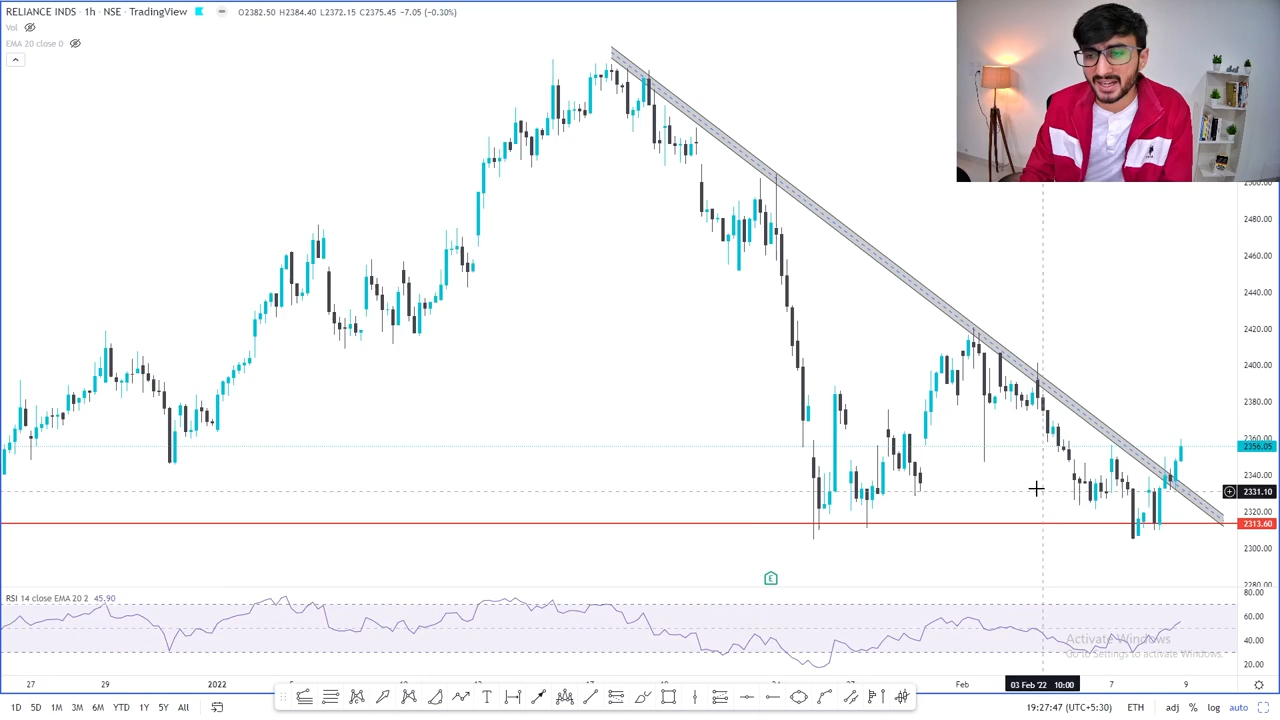 RELIANCE INDS · 1h · NSE · TradingView O2382.50 H2384.40 L2372.15 C2375.45 -7.05 (-0.30%)
Vol
EMA 20 close 0
2480.00
2460.00
2440.00
2420.00
2400.00
2380.00
2360.00
2356.05
2340.00
2331.10
2320.00
2313.60
2300.00
E
2280.00
RSI 14 close EMA 20 2 45.90
80.00
60.00
40.00
20.00
Activate Windows
Go to Settings to activate Windows.
27 29 2022 Feb 03 Feb '22 10:00 7 9
T
1D 5D 1M 3M 6M YTD 1Y 5Y All 19:27:47 (UTC+5:30) ETH adj % log auto